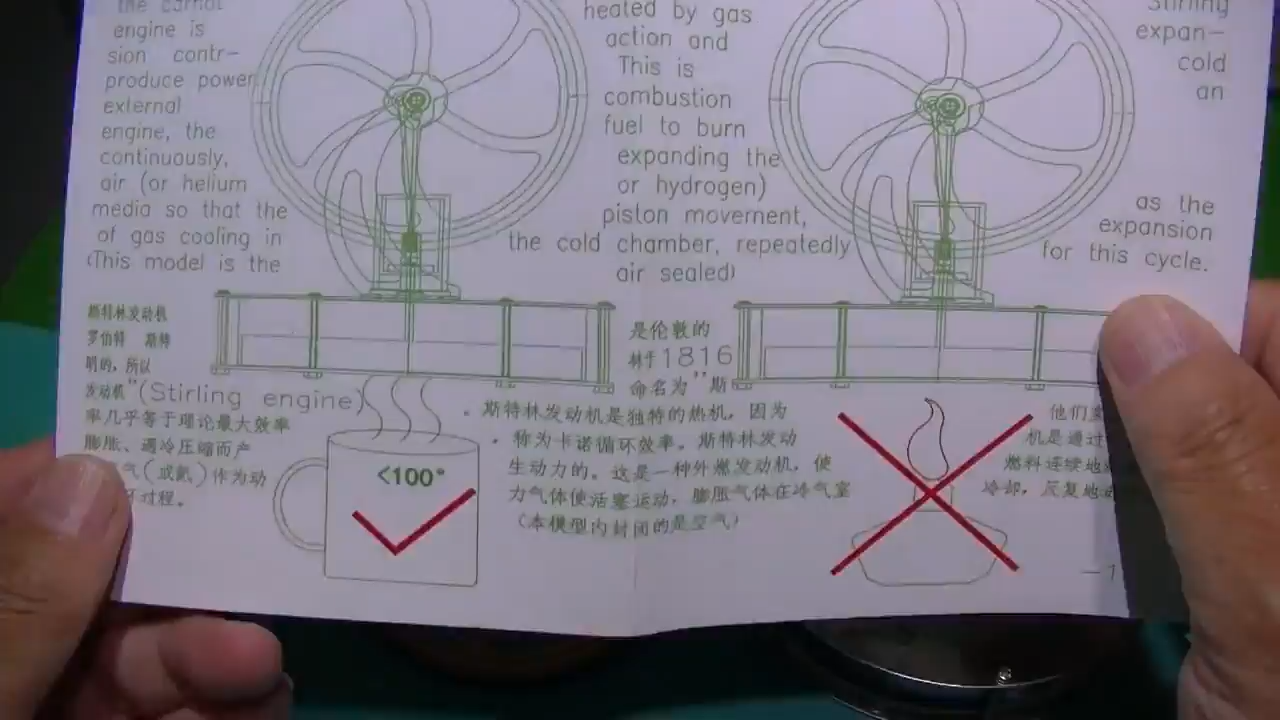 the carnot
engine is
sion contr-
produce power
external
engine, the
continuously,
air (or helium
media so that the
of gas cooling in
(This model is the
heated by gas
action and
This is
combustion
fuel to burn
expanding the
or hydrogen)
piston movement,
the cold chamber, repeatedly
air sealed)
Stirling
expan-
cold
an
as the
expansion
for this cycle.
斯特林发动机
罗伯特 斯特
明的，所以
发动机"(Stirling engine)
率几乎等于理论最大效率
膨胀、遇冷压缩而产
气(或氦)作为动
环过程。
是伦敦的
林于1816
命名为"斯
。斯特林发动机是独特的热机，因为
，称为卡诺循环效率。斯特林发动
生动力的。这是一种外燃发动机，使
力气体使活塞运动，膨胀气体在冷气室
(本模型内封闭的是空气)
他们
机是通过
燃料连续地
冷却，反复地
<100°
-1